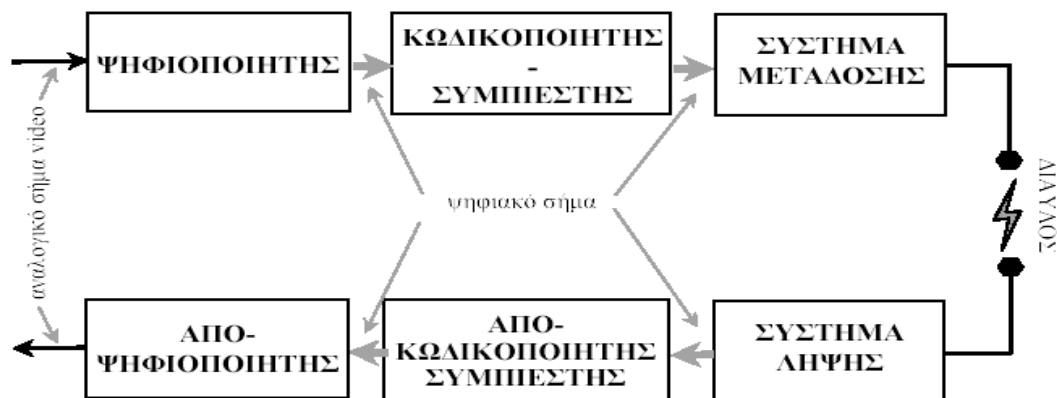 ΨΗΦΙΟΠΟΙΗΤΗΣ
ΚΩΔΙΚΟΠΟΙΗΤΗΣ
-
ΣΥΜΠΙΕΣΤΗΣ
ΣΥΣΤΗΜΑ
ΜΕΤΑΔΟΣΗΣ
αναλογικό σήμα video
ψηφιακό σήμα
ΔΙΑΥΛΟΣ
ΑΠΟ-
ΨΗΦΙΟΠΟΙΗΤΗΣ
ΑΠΟ-
ΚΩΔΙΚΟΠΟΙΗΤΗΣ
ΣΥΜΠΙΕΣΤΗΣ
ΣΥΣΤΗΜΑ
ΛΗΨΗΣ